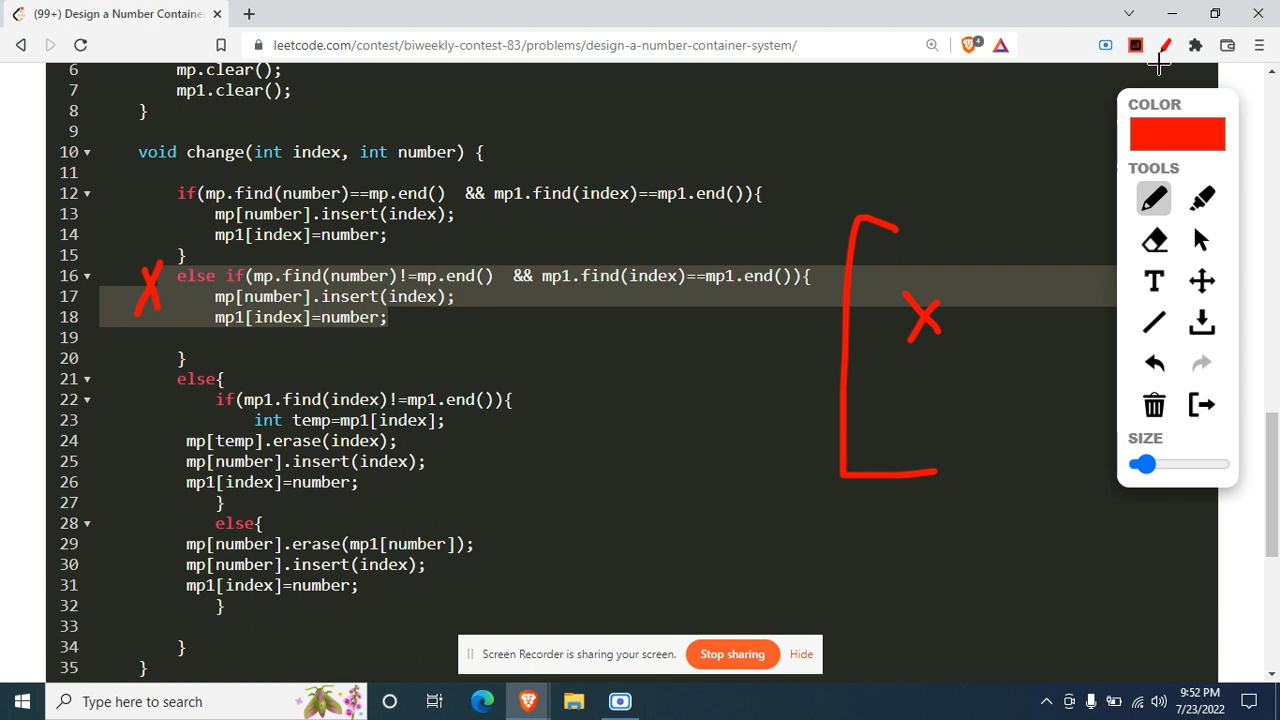 (99+) Design a Number Containe
leetcode.com/contest/biweekly-contest-83/problems/design-a-number-container-system/
4
6 mp.clear();
7 mp1.clear();
8 }
9
10 void change(int index, int number) {
11
12 if(mp.find(number)==mp.end() && mp1.find(index)==mp1.end()){
13 mp[number].insert(index);
14 mp1[index]=number;
15 }
16 else if(mp.find(number)!=mp.end() && mp1.find(index)==mp1.end()){
17 mp[number].insert(index);
18 mp1[index]=number;
19
20 }
21 else{
22 if(mp1.find(index)!=mp1.end()){
23 int temp=mp1[index];
24 mp[temp].erase(index);
25 mp[number].insert(index);
26 mp1[index]=number;
27 }
28 else{
29 mp[number].erase(mp1[number]);
30 mp[number].insert(index);
31 mp1[index]=number;
32 }
33
34 }
35 }
X
X
COLOR
TOOLS
T
SIZE
Screen Recorder is sharing your screen. Stop sharing Hide
Type here to search
9:52 PM
7/23/2022